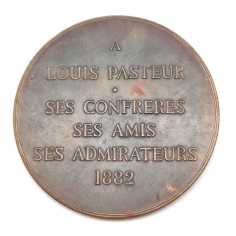 A
LOUIS PASTEUR
·
SES CONFRERES
SES AMIS
SES ADMIRATEURS
1882